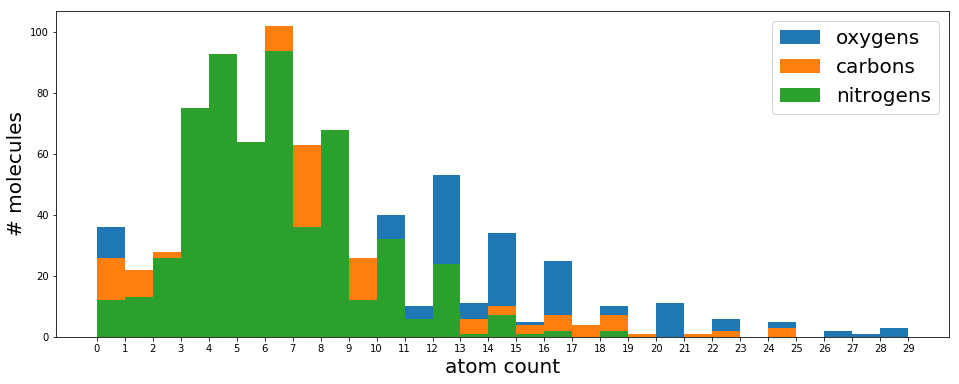 100
80
60
40
20
0
# molecules
oxygens
carbons
nitrogens
0 1 2 3 4 5 6 7 8 9 10 11 12 13 14 15 16 17 18 19 20 21 22 23 24 25 26 27 28 29
atom count